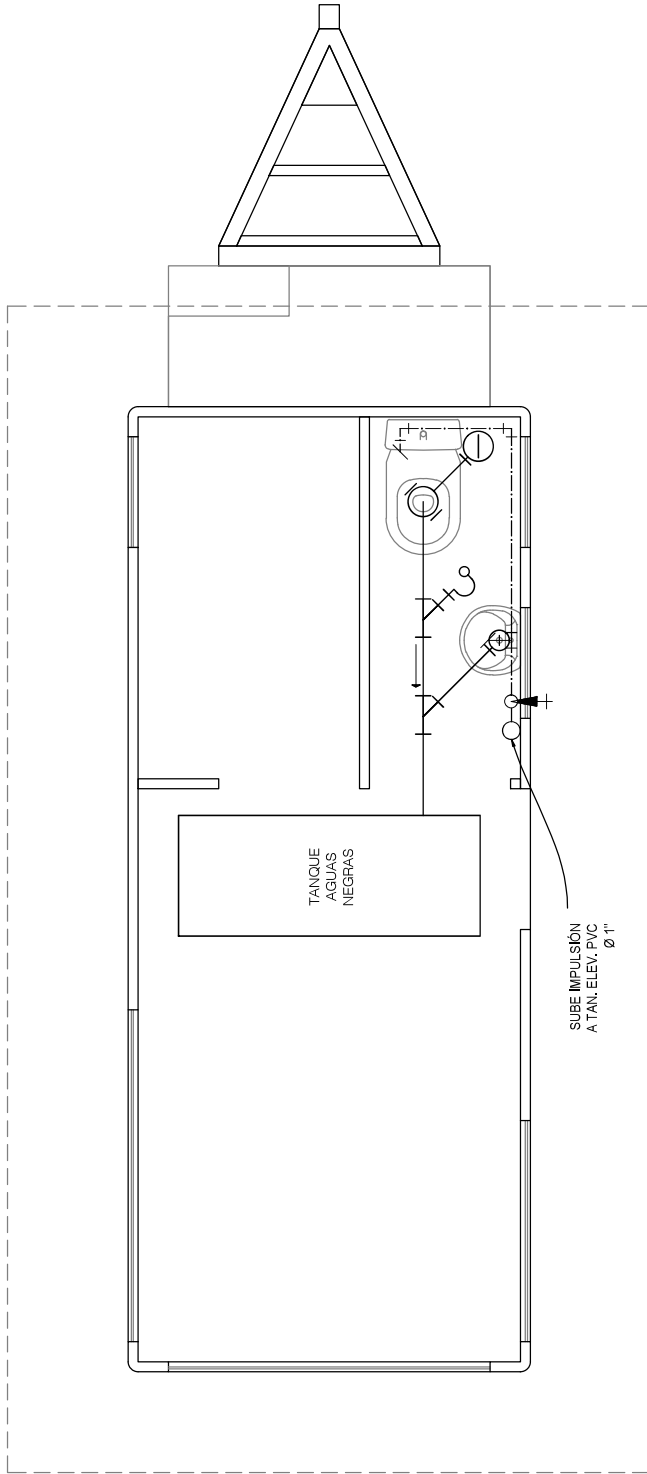 TANQUE
AGUAS
NEGRAS
SUBE IMPULSIÓN
A TAN. ELEV. PVC
Ø 1"